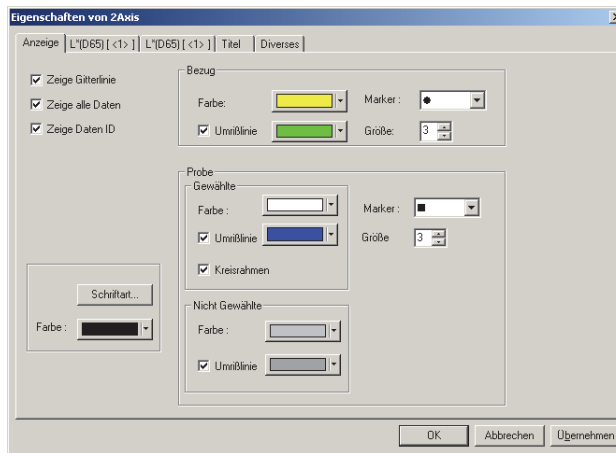 Eigenschaften von 2Axis
Anzeige L*(D65) [ <1> ] L*(D65) [ <1> ] Titel Diverses
Zeige Gitterlinie
Zeige alle Daten
Zeige Daten ID
Bezug
Farbe: Marker :
Umrißlinie Größe: 3
Probe
Gewählte
Farbe : Marker :
Umrißlinie Größe 3
Kreisrahmen
Schriftart...
Farbe :
Nicht Gewählte
Farbe :
Umrißlinie
OK Abbrechen Übernehmen